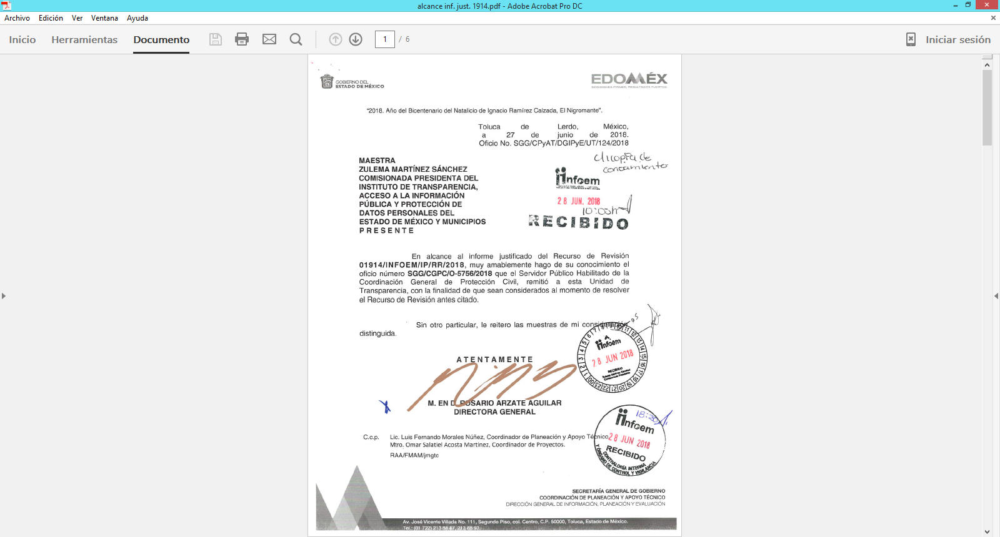 alcance inf. just. 1914.pdf - Adobe Acrobat Pro DC
Archivo Edición Ver Ventana Ayuda
Inicio Herramientas Documento 1 / 6 Iniciar sesión
GOBIERNO DEL
ESTADO DE MÉXICO
EDOMÉX
DECISIONES FIRMES, RESULTADOS FUERTES
"2018. Año del Bicentenario del Natalicio de Ignacio Ramírez Calzada, El Nigromante".
Toluca de Lerdo, México,
a 27 de junio de 2018.
Oficio No. SGG/CPyAT/DGIPyE/UT/124/2018
MAESTRA
ZULEMA MARTÍNEZ SÁNCHEZ
COMISIONADA PRESIDENTA DEL
INSTITUTO DE TRANSPARENCIA,
ACCESO A LA INFORMACIÓN
PÚBLICA Y PROTECCIÓN DE
DATOS PERSONALES DEL
ESTADO DE MÉXICO Y MUNICIPIOS
P R E S E N T E
copia de
conocimiento
infoem
28 JUN. 2018
RECIBIDO
En alcance al informe justificado del Recurso de Revisión
01914/INFOEM/IP/RR/2018, muy amablemente hago de su conocimiento el
oficio número SGG/CGPC/O-5756/2018 que el Servidor Público Habilitado de la
Coordinación General de Protección Civil, remitió a esta Unidad de
Transparencia, con la finalidad de que sean considerados al momento de resolver
el Recurso de Revisión antes citado.
Sin otro particular, le reitero las muestras de mi consideración
distinguida.
infoem
28 JUN 2018
RECIBIDO
Zulema Martínez Sánchez
Comisionada Presidenta
A T E N T A M E N T E
M. EN D. ROSARIO ARZATE AGUILAR
DIRECTORA GENERAL
18:30
infoem
28 JUN 2018
RECIBIDO
CONTRALORÍA INTERNA
Y ÓRGANO DE CONTROL Y VIGILANCIA
C.c.p. Lic. Luis Fernando Morales Núñez, Coordinador de Planeación y Apoyo Técnico.
Mtro. Omar Salatiel Acosta Martínez, Coordinador de Proyectos.
RAA/FMAM/jmgtc
SECRETARÍA GENERAL DE GOBIERNO
COORDINACIÓN DE PLANEACIÓN Y APOYO TÉCNICO
DIRECCIÓN GENERAL DE INFORMACIÓN, PLANEACIÓN Y EVALUACIÓN
Av. José Vicente Villada No. 111, Segundo Piso, col. Centro, C.P. 50000, Toluca, Estado de México.
Tel.: (01 722) 213 88 87, 213 88 93.